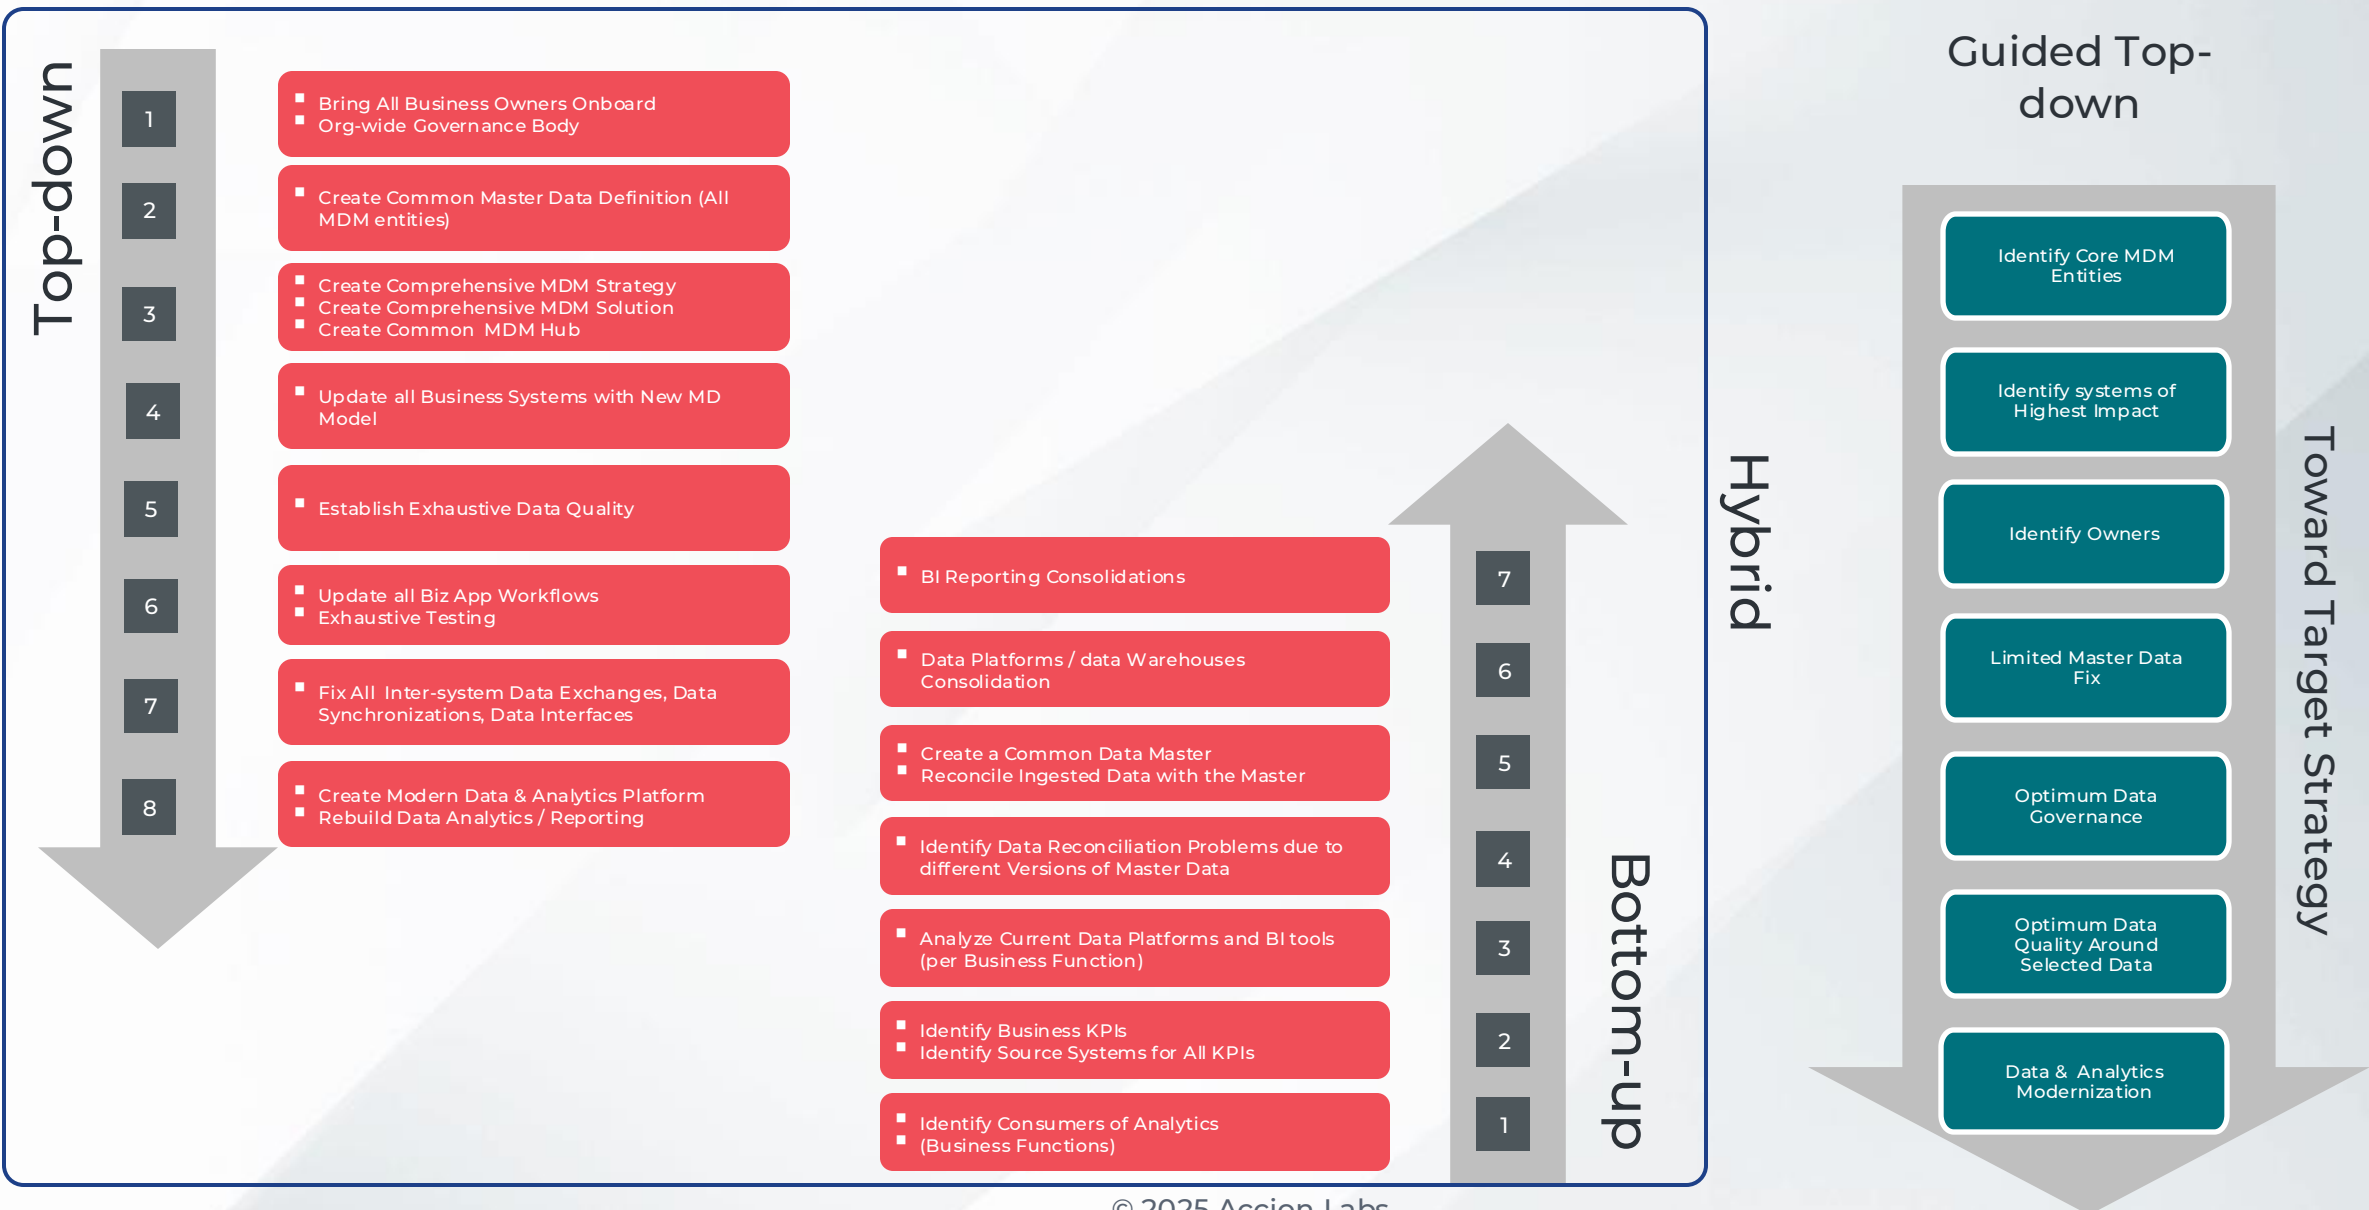 Top-down
1
Bring All Business Owners Onboard
Org-wide Governance Body
2
Create Common Master Data Definition (All
MDM entities)
3
Create Comprehensive MDM Strategy
Create Comprehensive MDM Solution
Create Common MDM Hub
4
Update all Business Systems with New MD
Model
5
Establish Exhaustive Data Quality
6
Update all Biz App Workflows
Exhaustive Testing
7
Fix All Inter-system Data Exchanges, Data
Synchronizations, Data Interfaces
8
Create Modern Data & Analytics Platform
Rebuild Data Analytics / Reporting
BI Reporting Consolidations
7
Data Platforms / data Warehouses
Consolidation
6
Create a Common Data Master
Reconcile Ingested Data with the Master
5
Identify Data Reconciliation Problems due to
different Versions of Master Data
4
Analyze Current Data Platforms and BI tools
(per Business Function)
3
Identify Business KPIs
Identify Source Systems for All KPIs
2
Identify Consumers of Analytics
(Business Functions)
1
Bottom-up
Hybrid
Guided Top-
down
Identify Core MDM
Entities
Identify systems of
Highest Impact
Identify Owners
Limited Master Data
Fix
Optimum Data
Governance
Optimum Data
Quality Around
Selected Data
Data & Analytics
Modernization
Toward Target Strategy
© 2025 Accion Labs